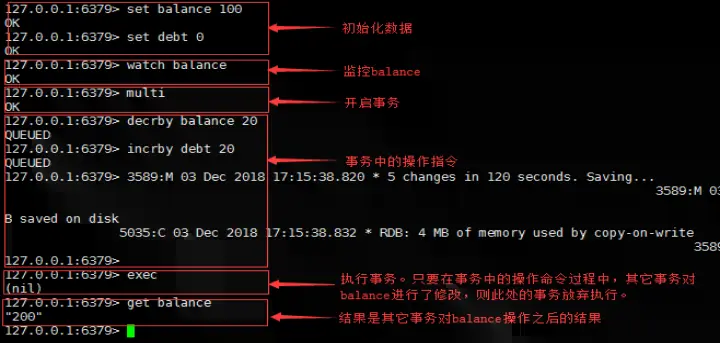 127.0.0.1:6379> set balance 100
OK
初始化数据
127.0.0.1:6379> set debt 0
OK
127.0.0.1:6379> watch balance
监控balance
OK
127.0.0.1:6379> multi
开启事务
OK
127.0.0.1:6379> decrby balance 20
QUEUED
127.0.0.1:6379> incrby debt 20
事务中的操作指令
QUEUED
127.0.0.1:6379> 3589:M 03 Dec 2018 17:15:38.820 * 5 changes in 120 seconds. Saving...
3589:M
B saved on disk
5035:C 03 Dec 2018 17:15:38.832 * RDB: 4 MB of memory used by copy-on-write
3589
127.0.0.1:6379>
127.0.0.1:6379> exec
(nil)
执行事务。只要在事务中的操作命令过程中，其它事务对
balance进行了修改，则此处的事务放弃执行。
127.0.0.1:6379> get balance
"200"
结果是其它事务对balance操作之后的结果
127.0.0.1:6379>